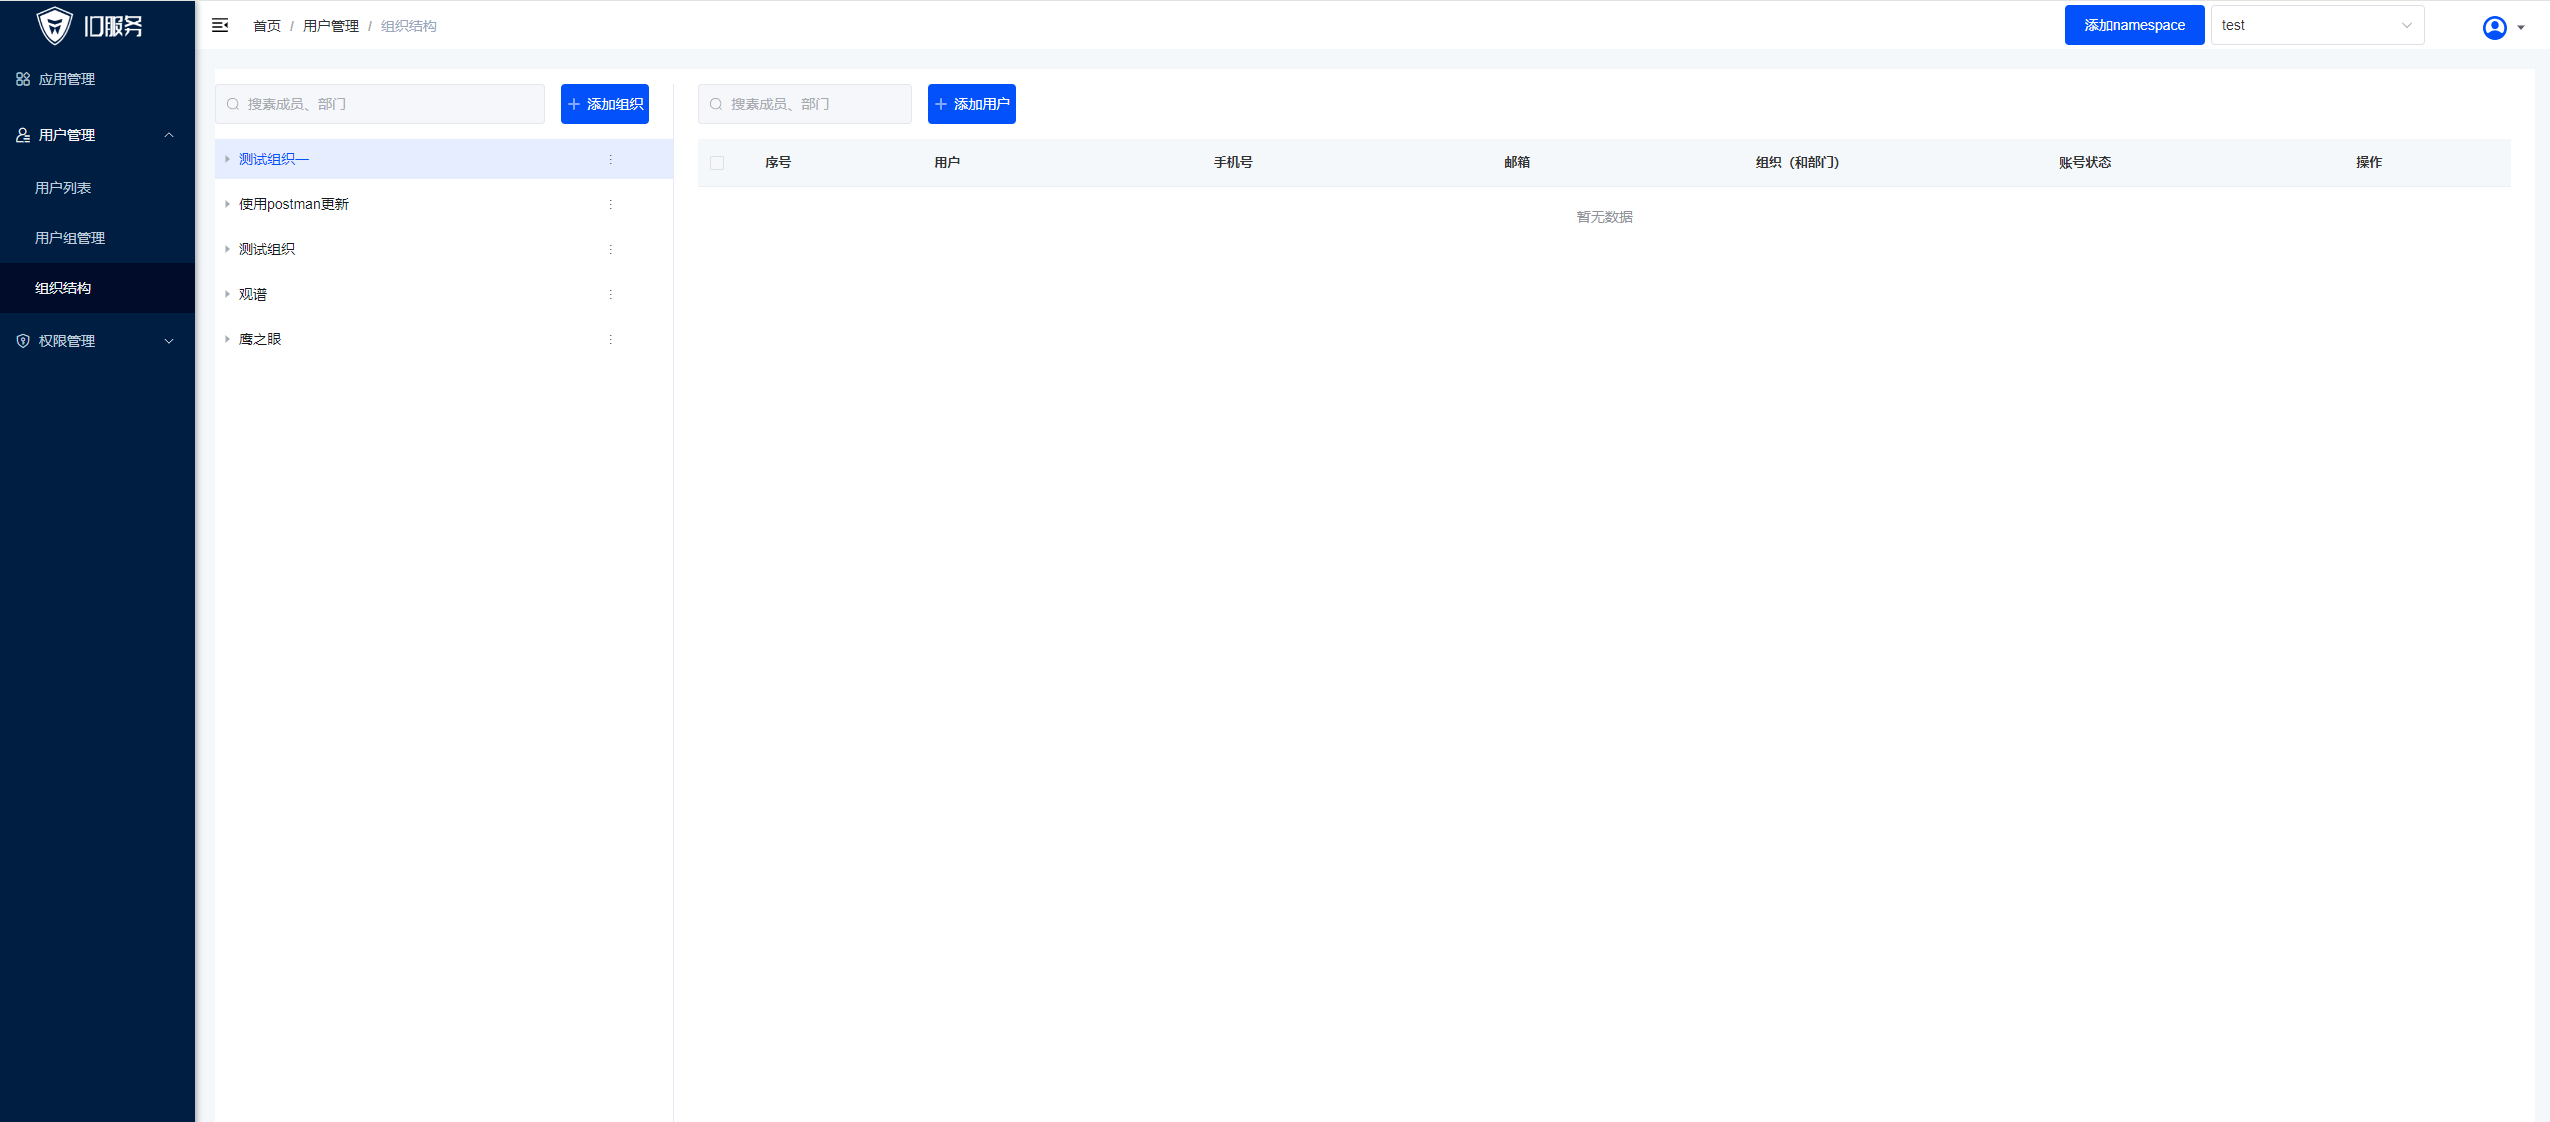 ID服务
首页 / 用户管理 / 组织结构
添加namespace
test
应用管理
用户管理
用户列表
用户组管理
组织结构
权限管理
搜素成员、部门
添加组织
测试组织一
使用postman更新
测试组织
观谱
鹰之眼
搜素成员、部门
添加用户
序号 用户 手机号 邮箱 组织（和部门） 账号状态 操作
暂无数据